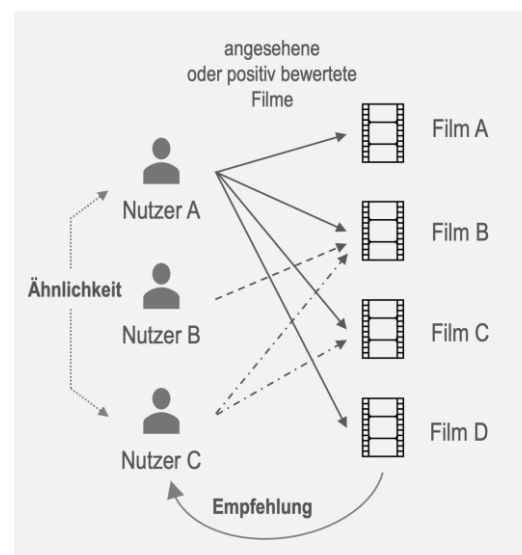 angesehene
oder positiv bewertete
Filme
Film A
Nutzer A
Film B
Ähnlichkeit
Nutzer B
Film C
Nutzer C
Film D
Empfehlung